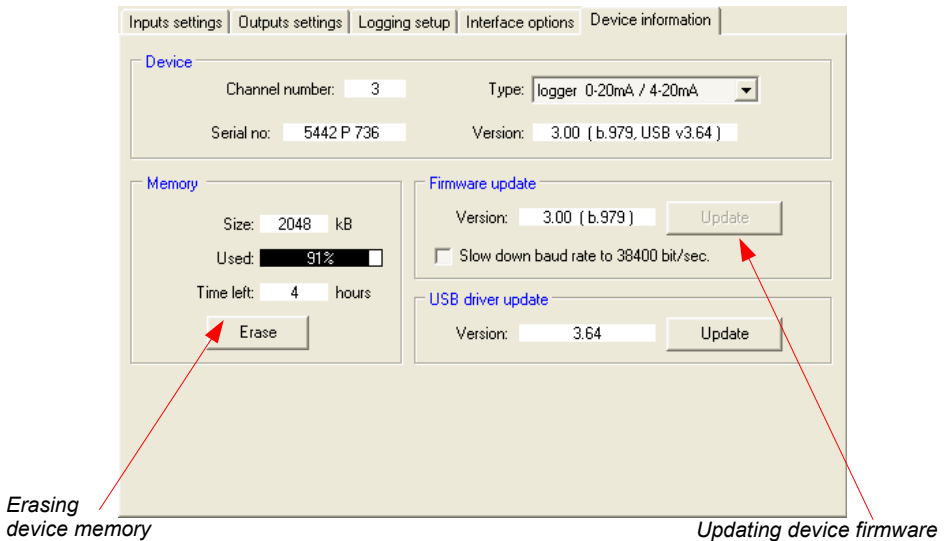 Inputs settings Outputs settings Logging setup Interface options Device information
Device
Channel number: 3 Type: logger 0-20mA / 4-20mA
Serial no: 5442 P 736 Version: 3.00 ( b.979, USB v3.64 )
Memory
Size: 2048 kB
Used: 91%
Time left: 4 hours
Erase
Firmware update
Version: 3.00 ( b.979 ) Update
Slow down baud rate to 38400 bit/sec.
USB driver update
Version: 3.64 Update
Erasing
device memory
Updating device firmware